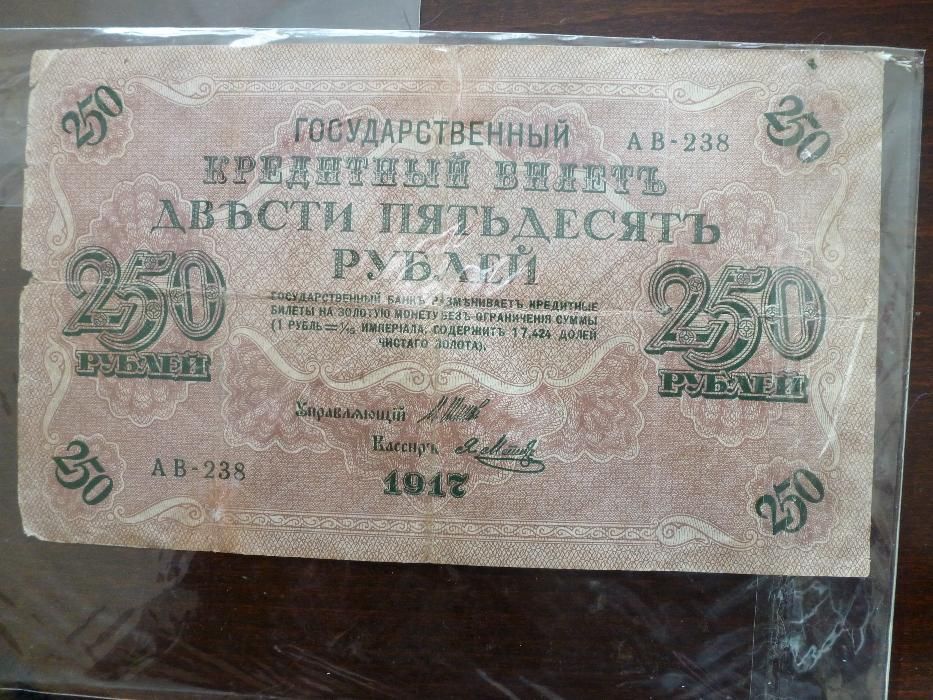 250
250
ГОСУДАРСТВЕННЫЙ
АВ-238
КРЕДИТНЫЙ БИЛЕТЪ
ДВѢСТИ ПЯТЬДЕСЯТЪ
РУБЛЕЙ
250
РУБЛЕЙ
250
РУБЛЕЙ
ГОСУДАРСТВЕННЫЙ БАНКЪ РАЗМѢНИВАЕТЪ КРЕДИТНЫЕ
БИЛЕТЫ НА ЗОЛОТУЮ МОНЕТУ БЕЗЪ ОГРАНИЧЕНІЯ СУММЫ
(1 РУБЛЬ=1/15 ИМПЕРІАЛА, СОДЕРЖИТЪ 17,424 ДОЛЕЙ
ЧИСТАГО ЗОЛОТА).
Управляющій
Кассиръ
АВ-238
1917
250
250